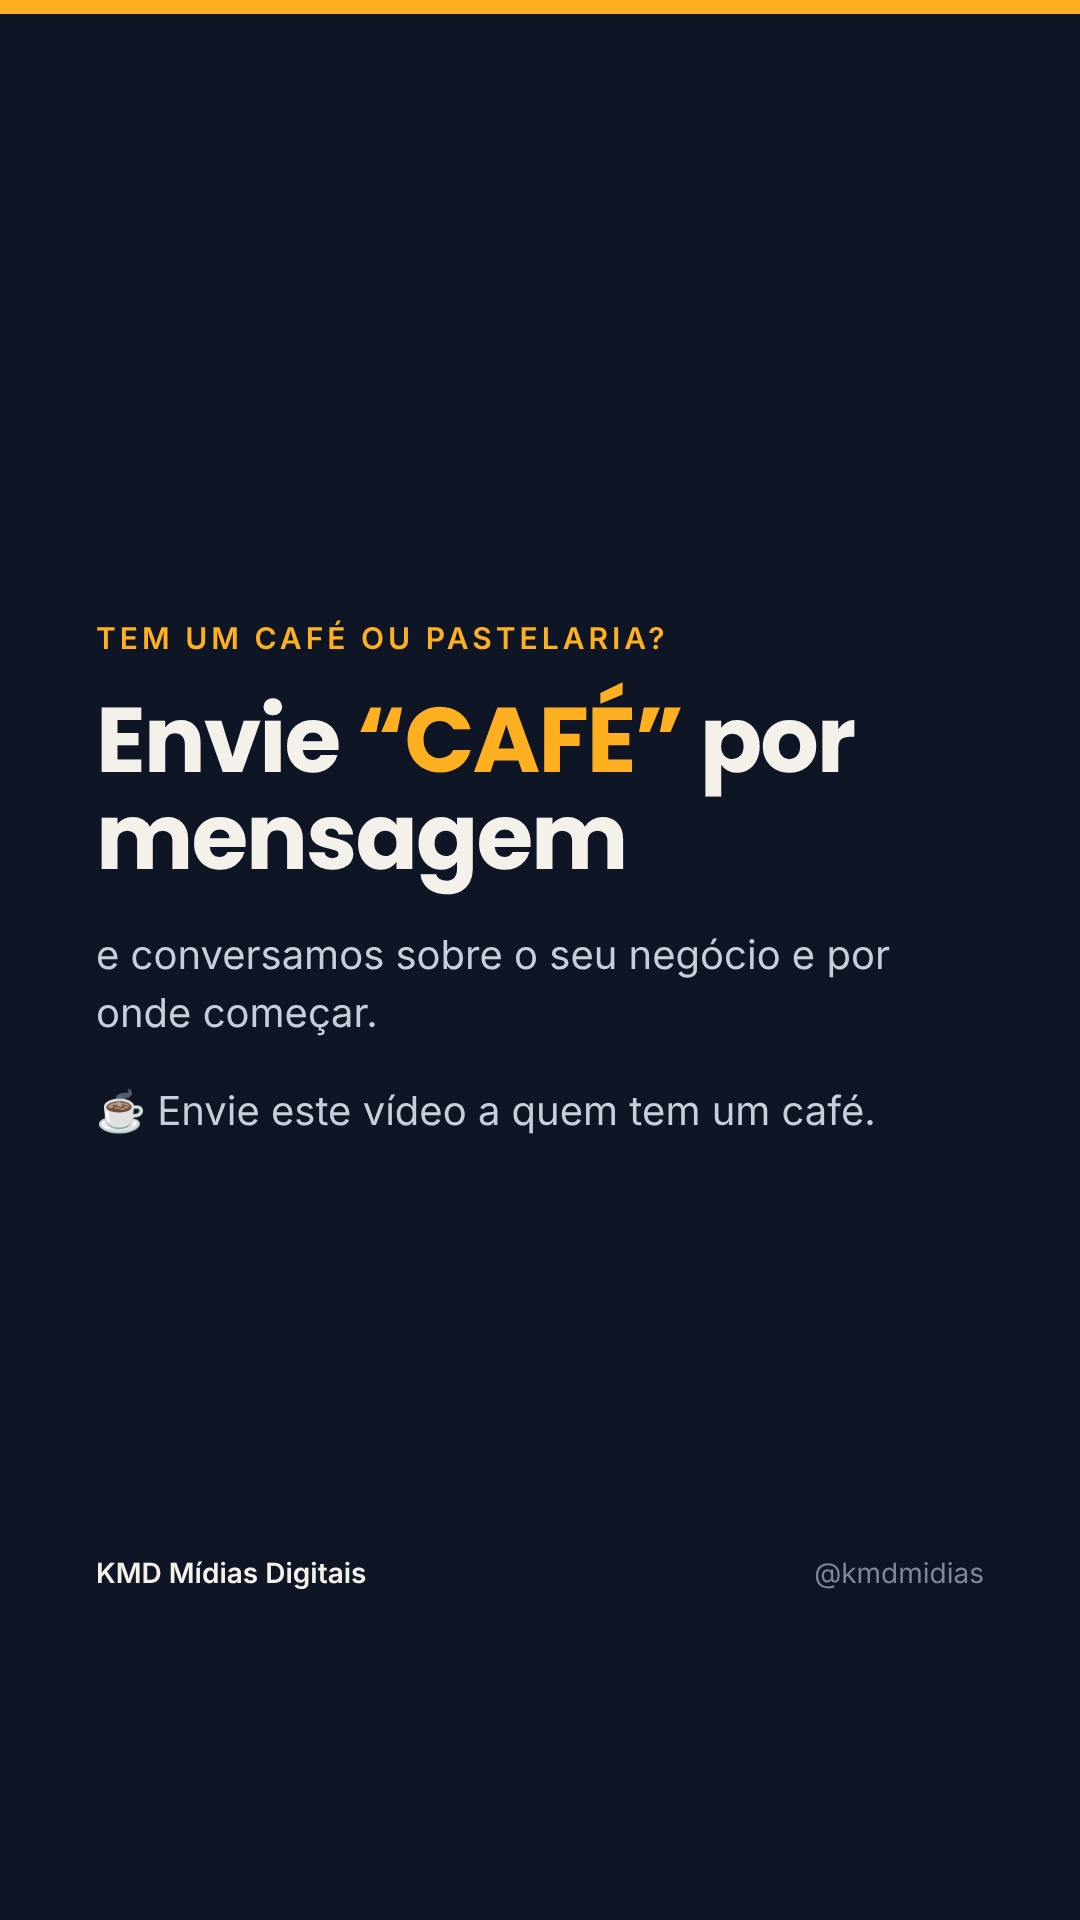 TEM UM CAFÉ OU PASTELARIA?
Envie “CAFÉ” por
mensagem
e conversamos sobre o seu negócio e por
onde começar.
☕ Envie este vídeo a quem tem um café.
KMD Mídias Digitais
@kmdmidias